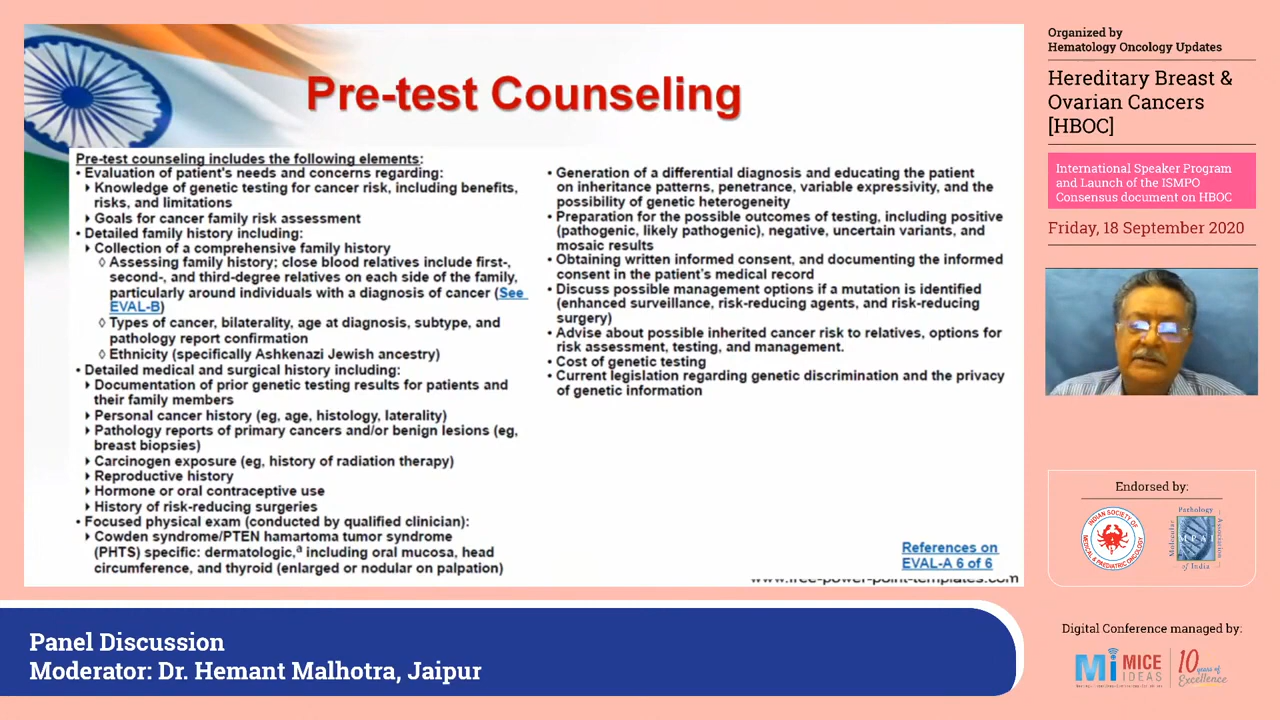 Pre-test Counseling
Pre-test counseling includes the following elements:
• Evaluation of patient's needs and concerns regarding:
Knowledge of genetic testing for cancer risk, including benefits,
risks, and limitations
Goals for cancer family risk assessment
• Detailed family history including:
Collection of a comprehensive family history
◊ Assessing family history; close blood relatives include first-,
second-, and third-degree relatives on each side of the family,
particularly around individuals with a diagnosis of cancer (See
EVAL-B)
◊ Types of cancer, bilaterality, age at diagnosis, subtype, and
pathology report confirmation
◊ Ethnicity (specifically Ashkenazi Jewish ancestry)
• Detailed medical and surgical history including:
Documentation of prior genetic testing results for patients and
their family members
Personal cancer history (eg, age, histology, laterality)
Pathology reports of primary cancers and/or benign lesions (eg,
breast biopsies)
Carcinogen exposure (eg, history of radiation therapy)
Reproductive history
Hormone or oral contraceptive use
History of risk-reducing surgeries
• Focused physical exam (conducted by qualified clinician):
Cowden syndrome/PTEN hamartoma tumor syndrome
(PHTS) specific: dermatologic,a including oral mucosa, head
circumference, and thyroid (enlarged or nodular on palpation)
• Generation of a differential diagnosis and educating the patient
on inheritance patterns, penetrance, variable expressivity, and the
possibility of genetic heterogeneity
• Preparation for the possible outcomes of testing, including positive
(pathogenic, likely pathogenic), negative, uncertain variants, and
mosaic results
• Obtaining written informed consent, and documenting the informed
consent in the patient's medical record
• Discuss possible management options if a mutation is identified
(enhanced surveillance, risk-reducing agents, and risk-reducing
surgery)
• Advise about possible inherited cancer risk to relatives, options for
risk assessment, testing, and management.
• Cost of genetic testing
• Current legislation regarding genetic discrimination and the privacy
of genetic information
References on
EVAL-A 6 of 6
www.free-power-point-templates.com
Panel Discussion
Moderator: Dr. Hemant Malhotra, Jaipur
Organized by
Hematology Oncology Updates
Hereditary Breast &
Ovarian Cancers
[HBOC]
International Speaker Program
and Launch of the ISMPO
Consensus document on HBOC
Friday, 18 September 2020
Endorsed by:
INDIAN SOCIETY OF
MEDICAL & PAEDIATRIC ONCOLOGY
Molecular Pathology Association
of India
MPAI
Digital Conference managed by:
Mi MICE
IDEAS
10 years of
Excellence